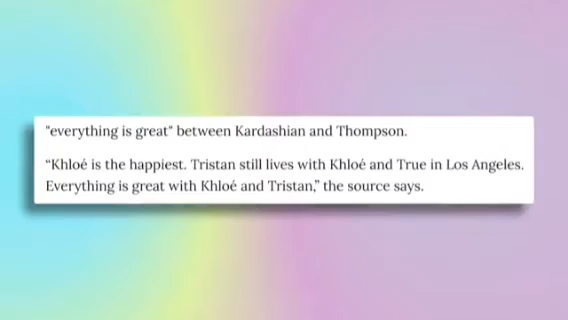 "everything is great" between Kardashian and Thompson.
“Khloé is the happiest. Tristan still lives with Khloé and True in Los Angeles.
Everything is great with Khloé and Tristan,” the source says.